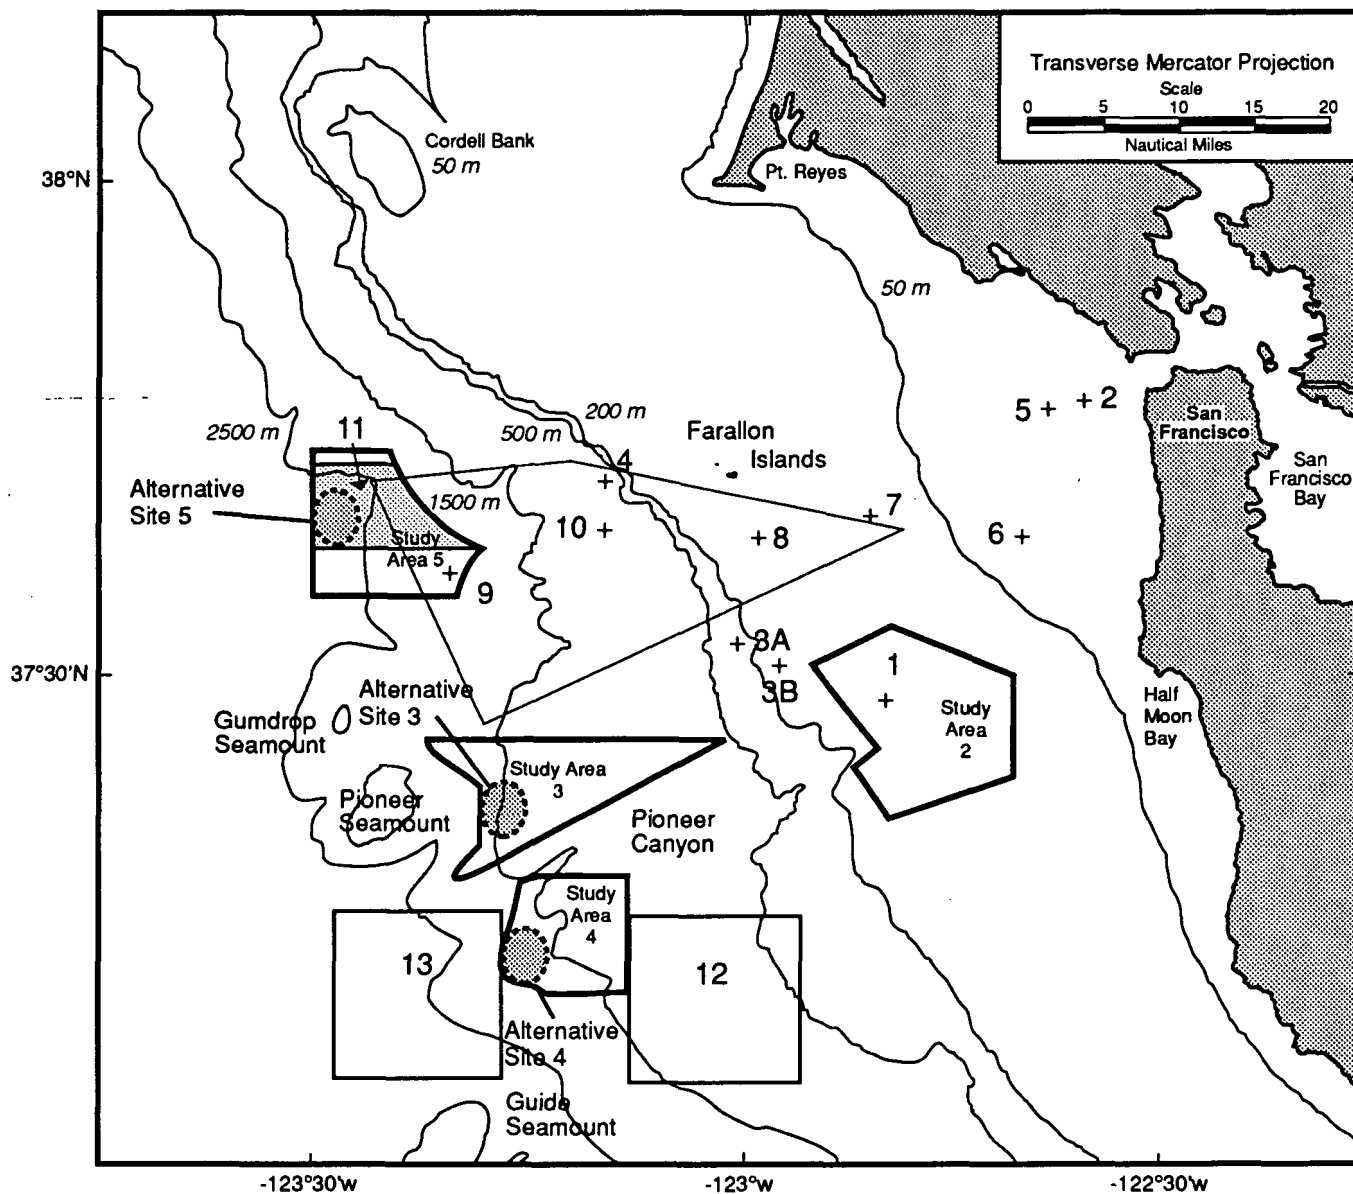 Transverse Mercator Projection
Scale
0 5 10 15 20
Nautical Miles
Cordell Bank
50 m
38°N
Pt. Reyes
50 m
5
2
200 m
500 m
2500 m
11
Farallon
Islands
4
San
Francisco
San
Francisco
Bay
Alternative
Site 5
1500 m
7
10
8
6
Study
Area 5
9
3A
3B
37°30'N
1
Alternative
Site 3
Gumdrop
Seamount
Study
Area
2
Half
Moon
Bay
Study Area
3
Pioneer
Seamount
Pioneer
Canyon
Study
Area
4
13
12
Alternative
Site 4
Guide
Seamount
-123°30'W
-123°W
-122°30'W